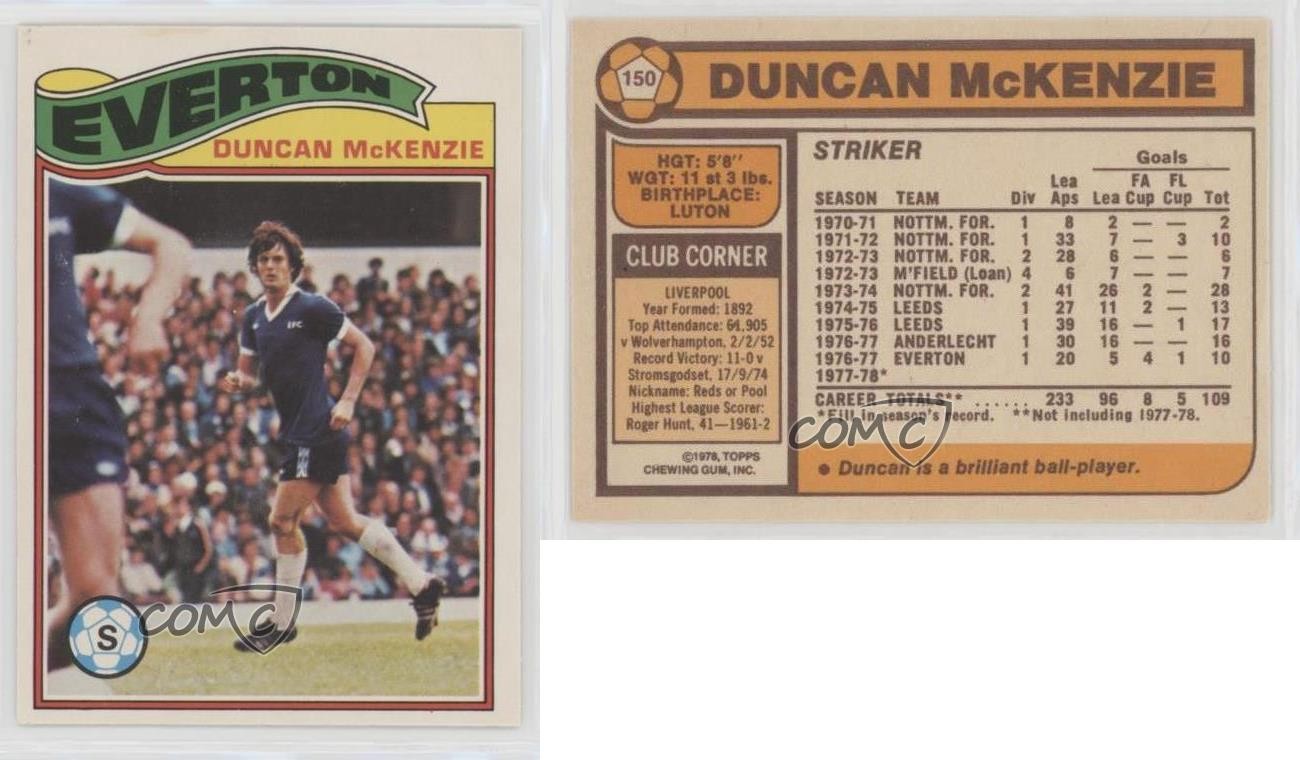 EVERTON
DUNCAN McKENZIE
EFC
S
COMC
150
DUNCAN McKENZIE
HGT: 5'8''
WGT: 11 st 3 lbs.
BIRTHPLACE:
LUTON
CLUB CORNER
LIVERPOOL
Year Formed: 1892
Top Attendance: 61,905
v Wolverhampton, 2/2/52
Record Victory: 11-0 v
Stromsgodset, 17/9/74
Nickname: Reds or Pool
Highest League Scorer:
Roger Hunt, 41—1961-2
©1978, TOPPS
CHEWING GUM, INC.
STRIKER
Goals
Lea FA FL
SEASON TEAM Div Aps Lea Cup Cup Tot
1970-71 NOTTM. FOR. 1 8 2 — — 2
1971-72 NOTTM. FOR. 1 33 7 — 3 10
1972-73 NOTTM. FOR. 2 28 6 — — 6
1972-73 M'FIELD (Loan) 4 6 7 — — 7
1973-74 NOTTM. FOR. 2 41 26 2 — 28
1974-75 LEEDS 1 27 11 2 — 13
1975-76 LEEDS 1 39 16 — 1 17
1976-77 ANDERLECHT 1 30 16 — — 16
1976-77 EVERTON 1 20 5 4 1 10
1977-78*
CAREER TOTALS** ...... 233 96 8 5 109
*Fill in season's record. **Not including 1977-78.
COMC
● Duncan is a brilliant ball-player.